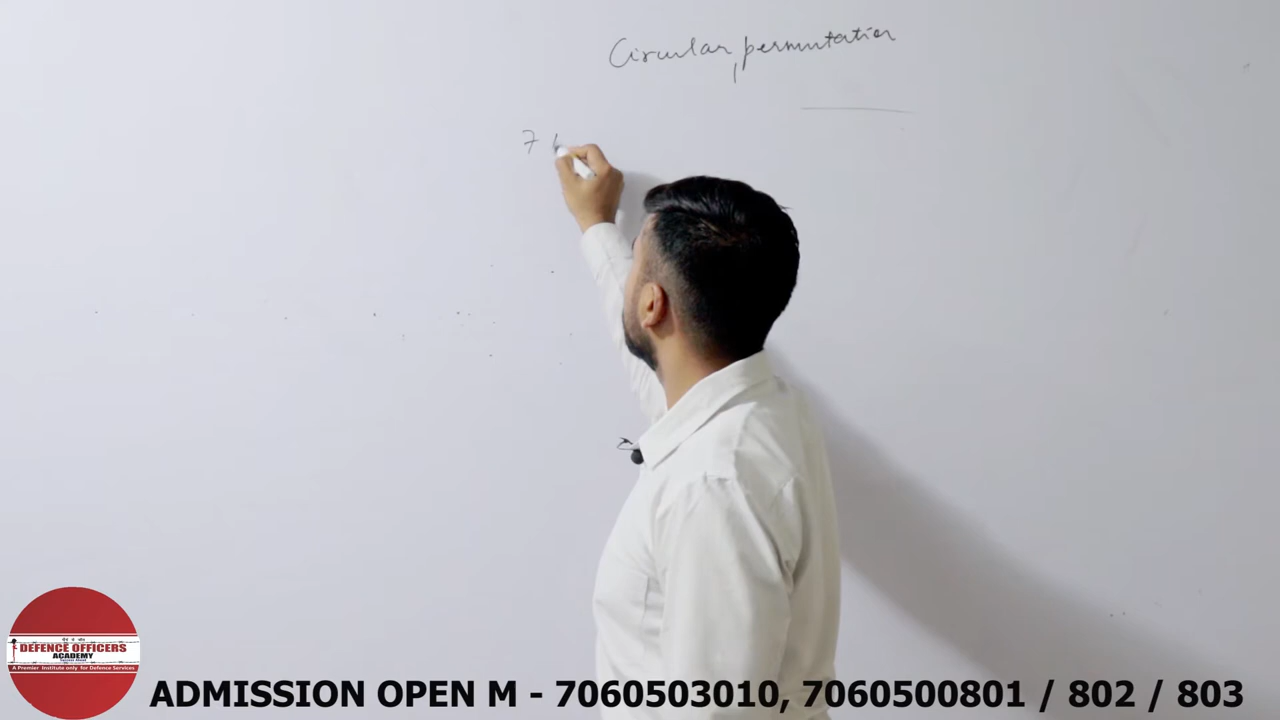 Circular permutation
7
DEFENCE OFFICERS
ACADEMY
A Premier Institute only for Defence Services
ADMISSION OPEN M - 7060503010, 7060500801 / 802 / 803